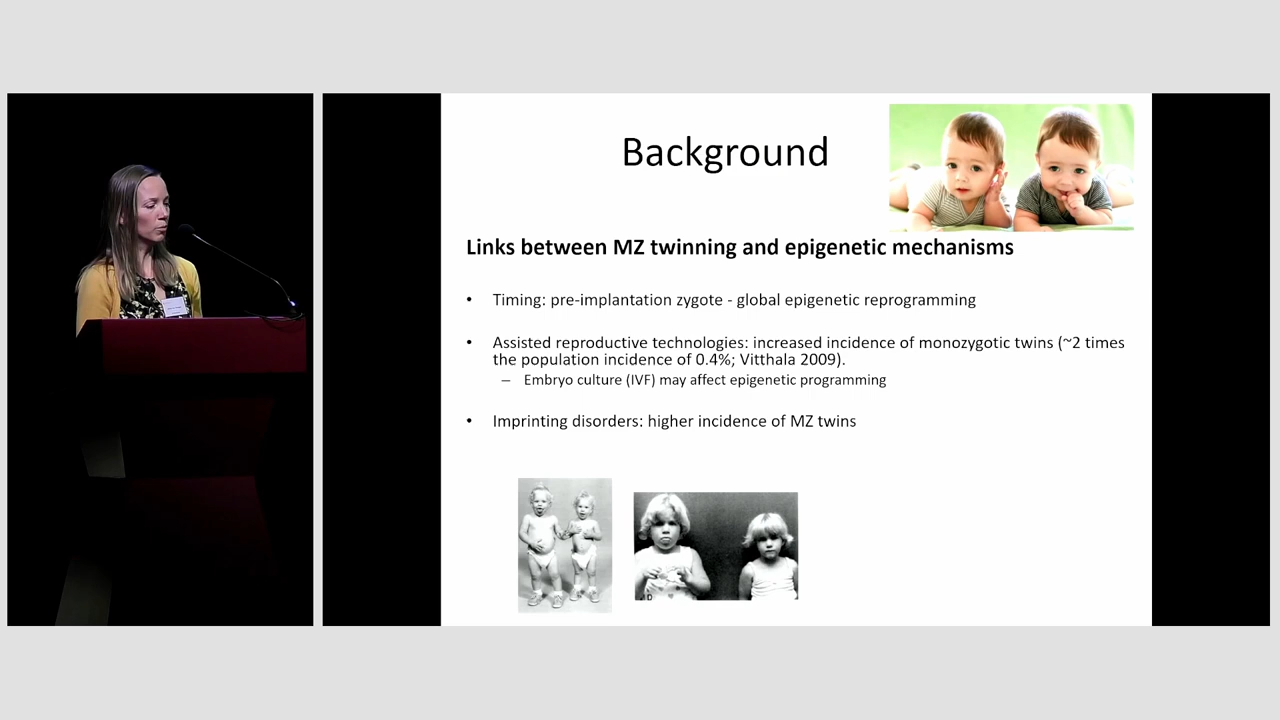 Background
Links between MZ twinning and epigenetic mechanisms
• Timing: pre-implantation zygote - global epigenetic reprogramming
• Assisted reproductive technologies: increased incidence of monozygotic twins (~2 times
the population incidence of 0.4%; Vitthala 2009).
– Embryo culture (IVF) may affect epigenetic programming
• Imprinting disorders: higher incidence of MZ twins